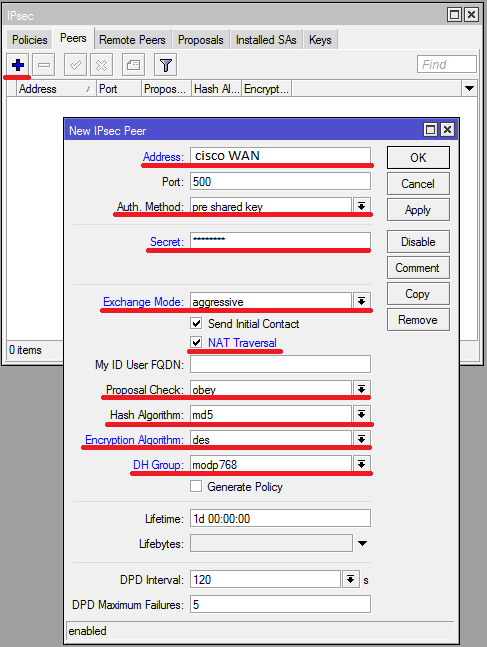 IPsec
Policies Peers Remote Peers Proposals Installed SAs Keys
Find
Address Port Propos... Hash Al... Encrypt...
New IPsec Peer
Address: cisco WAN OK
Port: 500 Cancel
Auth. Method: pre shared key Apply
Secret: ******** Disable
Comment
Copy
Exchange Mode: aggressive
Remove
Send Initial Contact
NAT Traversal
0 items
My ID User FQDN:
Proposal Check: obey
Hash Algorithm: md5
Encryption Algorithm: des
DH Group: modp768
Generate Policy
Lifetime: 1d 00:00:00
Lifebytes:
DPD Interval: 120 s
DPD Maximum Failures: 5
enabled